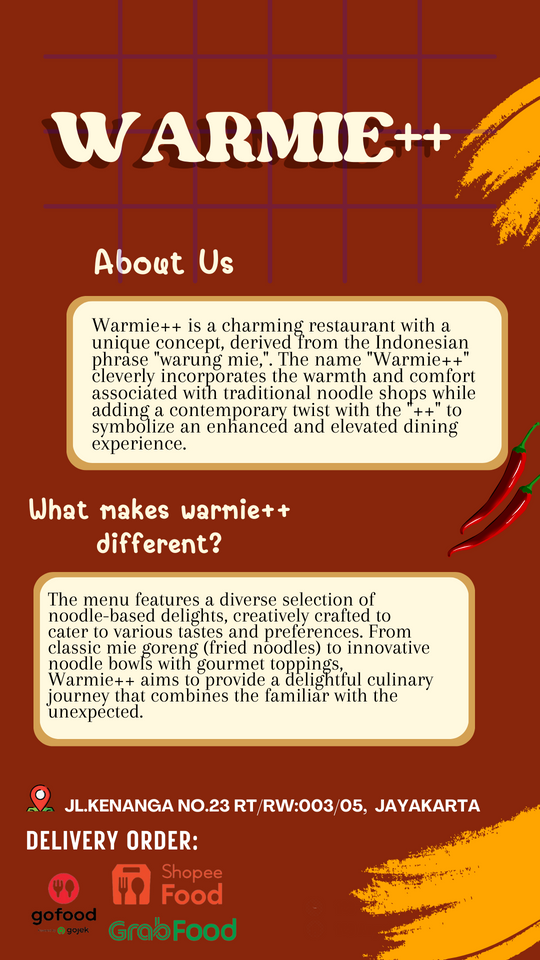 WARMIE++
About Us
Warmie++ is a charming restaurant with a
unique concept, derived from the Indonesian
phrase "warung mie,". The name "Warmie++"
cleverly incorporates the warmth and comfort
associated with traditional noodle shops while
adding a contemporary twist with the "++" to
symbolize an enhanced and elevated dining
experience.
What makes warmie++
different?
The menu features a diverse selection of
noodle-based delights, creatively crafted to
cater to various tastes and preferences. From
classic mie goreng (fried noodles) to innovative
noodle bowls with gourmet toppings,
Warmie++ aims to provide a delightful culinary
journey that combines the familiar with the
unexpected.
JL.KENANGA NO.23 RT/RW:003/05, JAYAKARTA
DELIVERY ORDER:
gofood
gojek
Shopee
Food
GrabFood